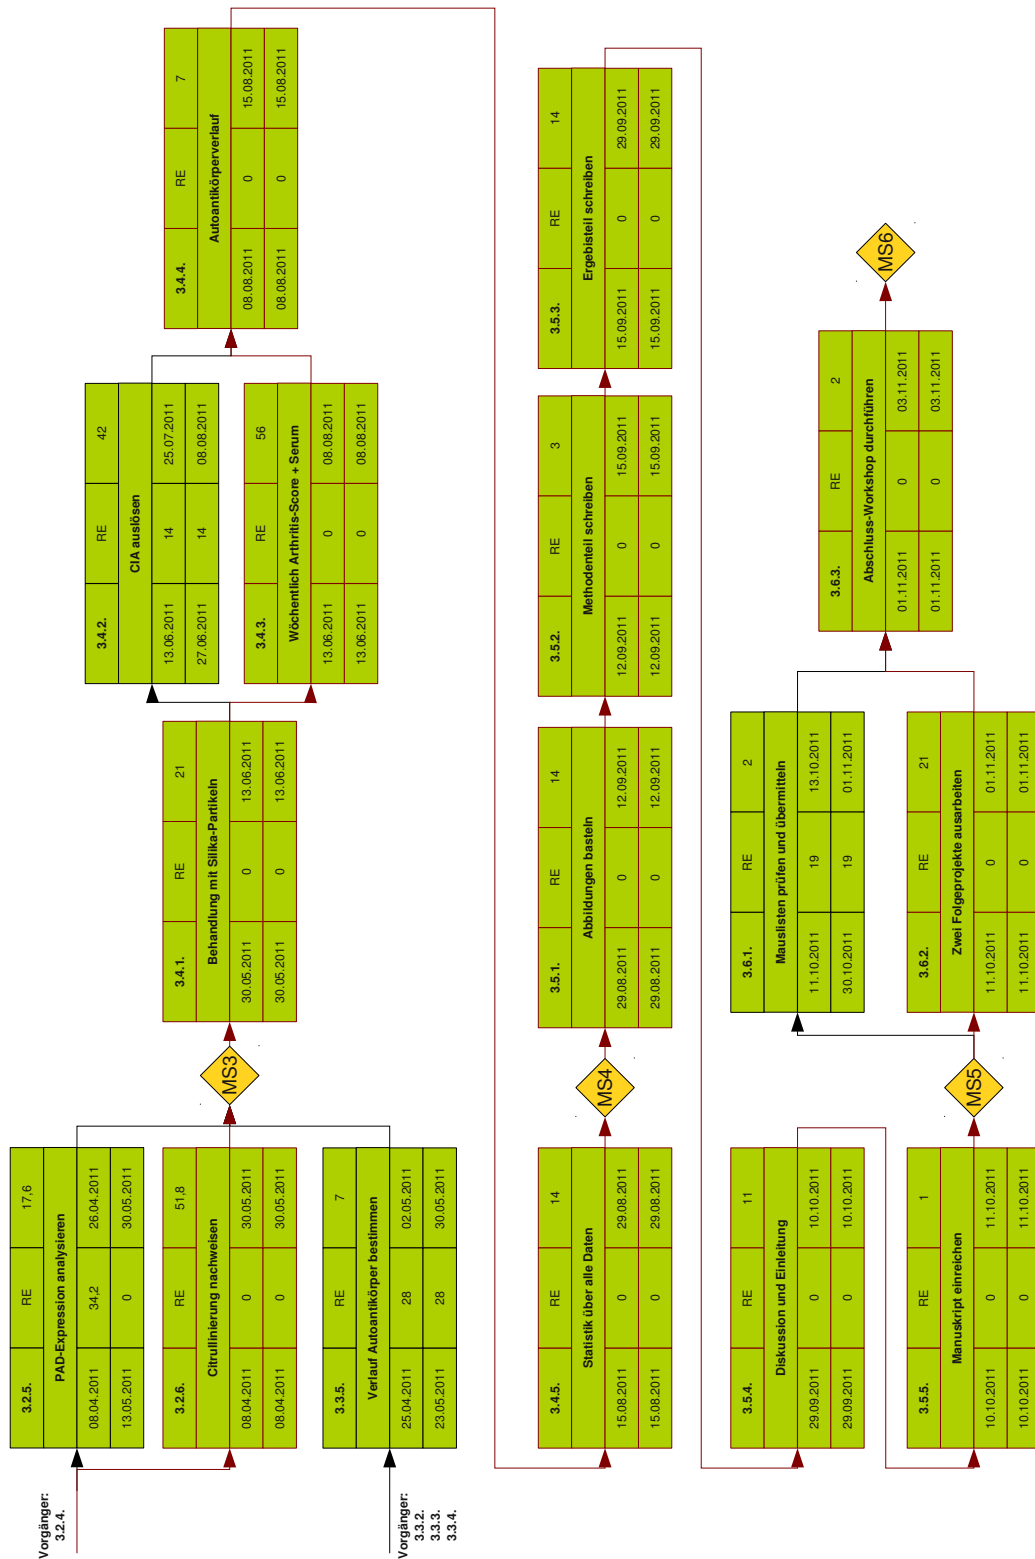 Vorgänger:
3.2.4.
Vorgänger:
3.3.2.
3.3.3.
3.3.4.
3.2.5. RE 17,6
PAD-Expression analysieren
08.04.2011 34,2 26.04.2011
13.05.2011 0 30.05.2011
3.2.6. RE 51,8
Citrullinierung nachweisen
08.04.2011 0 30.05.2011
08.04.2011 0 30.05.2011
3.3.5. RE 7
Verlauf Autoantikörper bestimmen
25.04.2011 28 02.05.2011
23.05.2011 28 30.05.2011
MS3
3.4.1. RE 21
Behandlung mit Silika-Partikeln
30.05.2011 0 13.06.2011
30.05.2011 0 13.06.2011
3.4.2. RE 42
CIA auslösen
13.06.2011 14 25.07.2011
27.06.2011 14 08.08.2011
3.4.3. RE 56
Wöchentlich Arthritis-Score + Serum
13.06.2011 0 08.08.2011
13.06.2011 0 08.08.2011
3.4.4. RE 7
Autoantikörperverlauf
08.08.2011 0 15.08.2011
08.08.2011 0 15.08.2011
3.4.5. RE 14
Statistik über alle Daten
15.08.2011 0 29.08.2011
15.08.2011 0 29.08.2011
MS4
3.5.1. RE 14
Abbildungen basteln
29.08.2011 0 12.09.2011
29.08.2011 0 12.09.2011
3.5.2. RE 3
Methodenteil schreiben
12.09.2011 0 15.09.2011
12.09.2011 0 15.09.2011
3.5.3. RE 14
Ergebisteil schreiben
15.09.2011 0 29.09.2011
15.09.2011 0 29.09.2011
3.5.4. RE 11
Diskussion und Einleitung
29.09.2011 0 10.10.2011
29.09.2011 0 10.10.2011
3.5.5. RE 1
Manuskript einreichen
10.10.2011 0 11.10.2011
10.10.2011 0 11.10.2011
MS5
3.6.1. RE 2
Mauslisten prüfen und übermitteln
11.10.2011 19 13.10.2011
30.10.2011 19 01.11.2011
3.6.2. RE 21
Zwei Folgeprojekte ausarbeiten
11.10.2011 0 01.11.2011
11.10.2011 0 01.11.2011
3.6.3. RE 2
Abschluss-Workshop durchführen
01.11.2011 0 03.11.2011
01.11.2011 0 03.11.2011
MS6